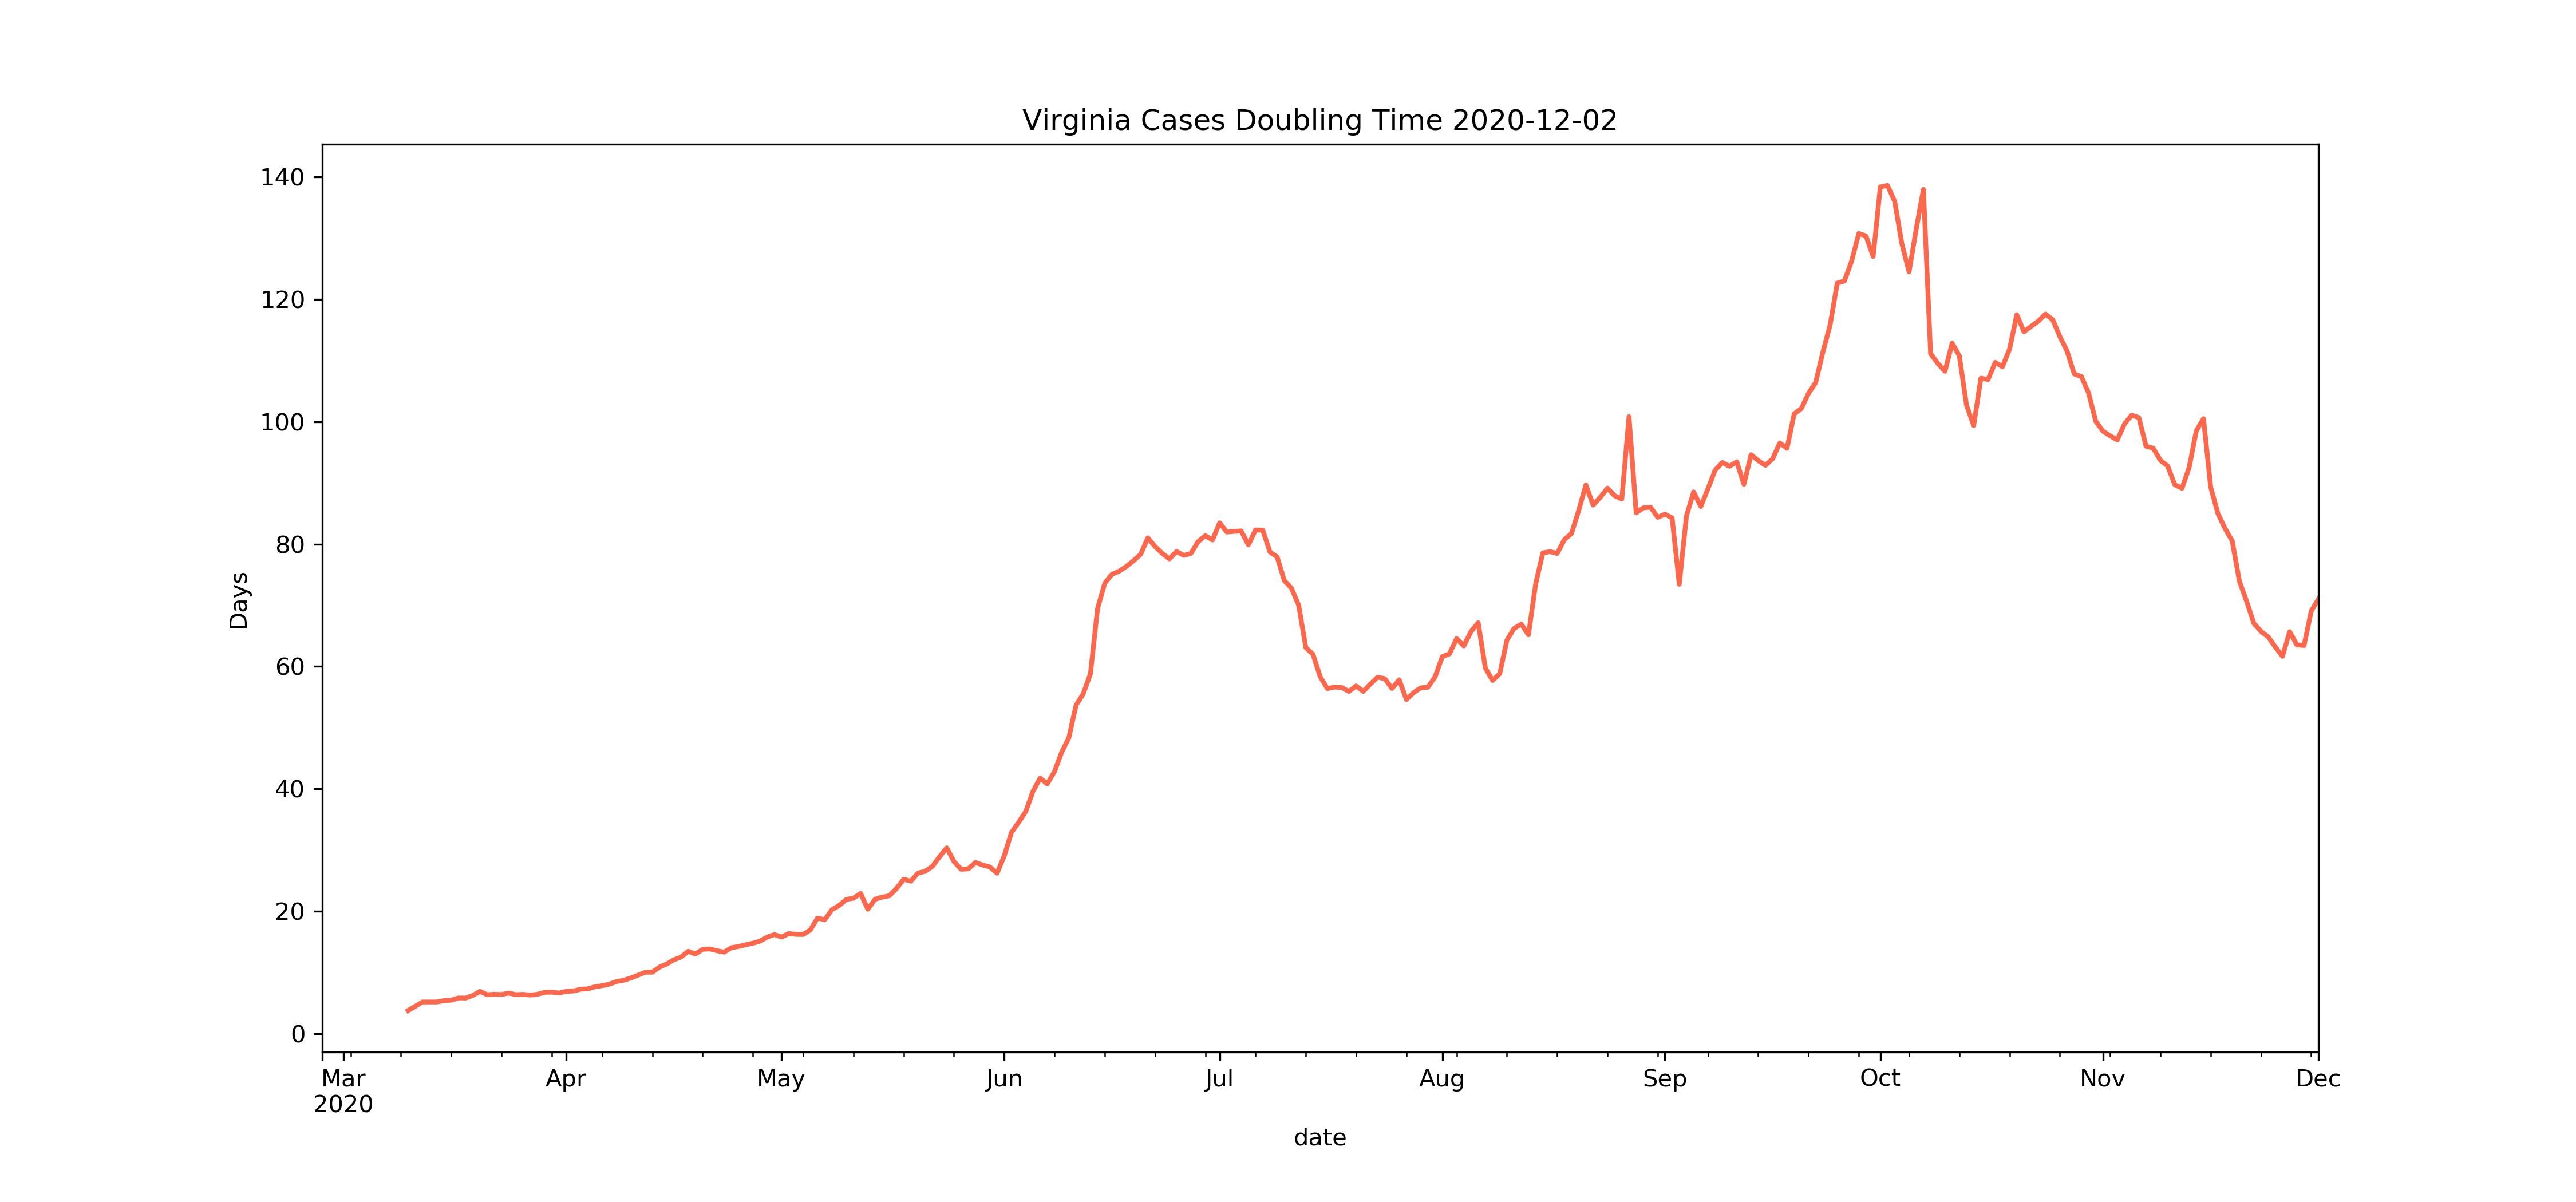 Virginia Cases Doubling Time 2020-12-02
140
120
100
80
60
40
20
0
Days
Mar Apr May Jun Jul Aug Sep Oct Nov Dec
2020
date